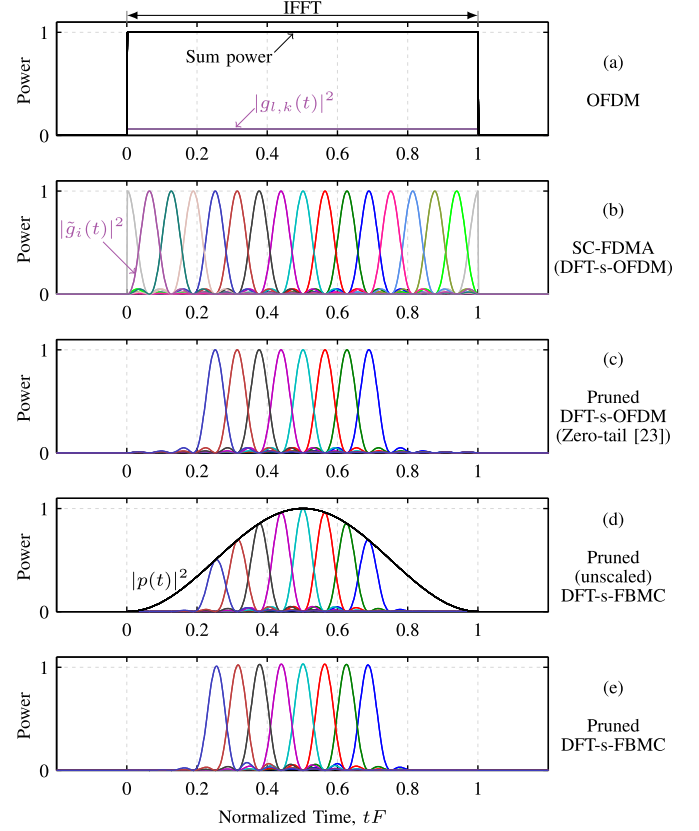 IFFT
1
Sum power
|g_{l,k}(t)|^2
0
Power
0 0.2 0.4 0.6 0.8 1
(a)
OFDM
1
|g̃_i(t)|^2
0
Power
0 0.2 0.4 0.6 0.8 1
(b)
SC-FDMA
(DFT-s-OFDM)
1
0
Power
0 0.2 0.4 0.6 0.8 1
(c)
Pruned
DFT-s-OFDM
(Zero-tail [23])
1
|p(t)|^2
0
Power
0 0.2 0.4 0.6 0.8 1
(d)
Pruned
(unscaled)
DFT-s-FBMC
1
0
Power
0 0.2 0.4 0.6 0.8 1
(e)
Pruned
DFT-s-FBMC
Normalized Time, tF